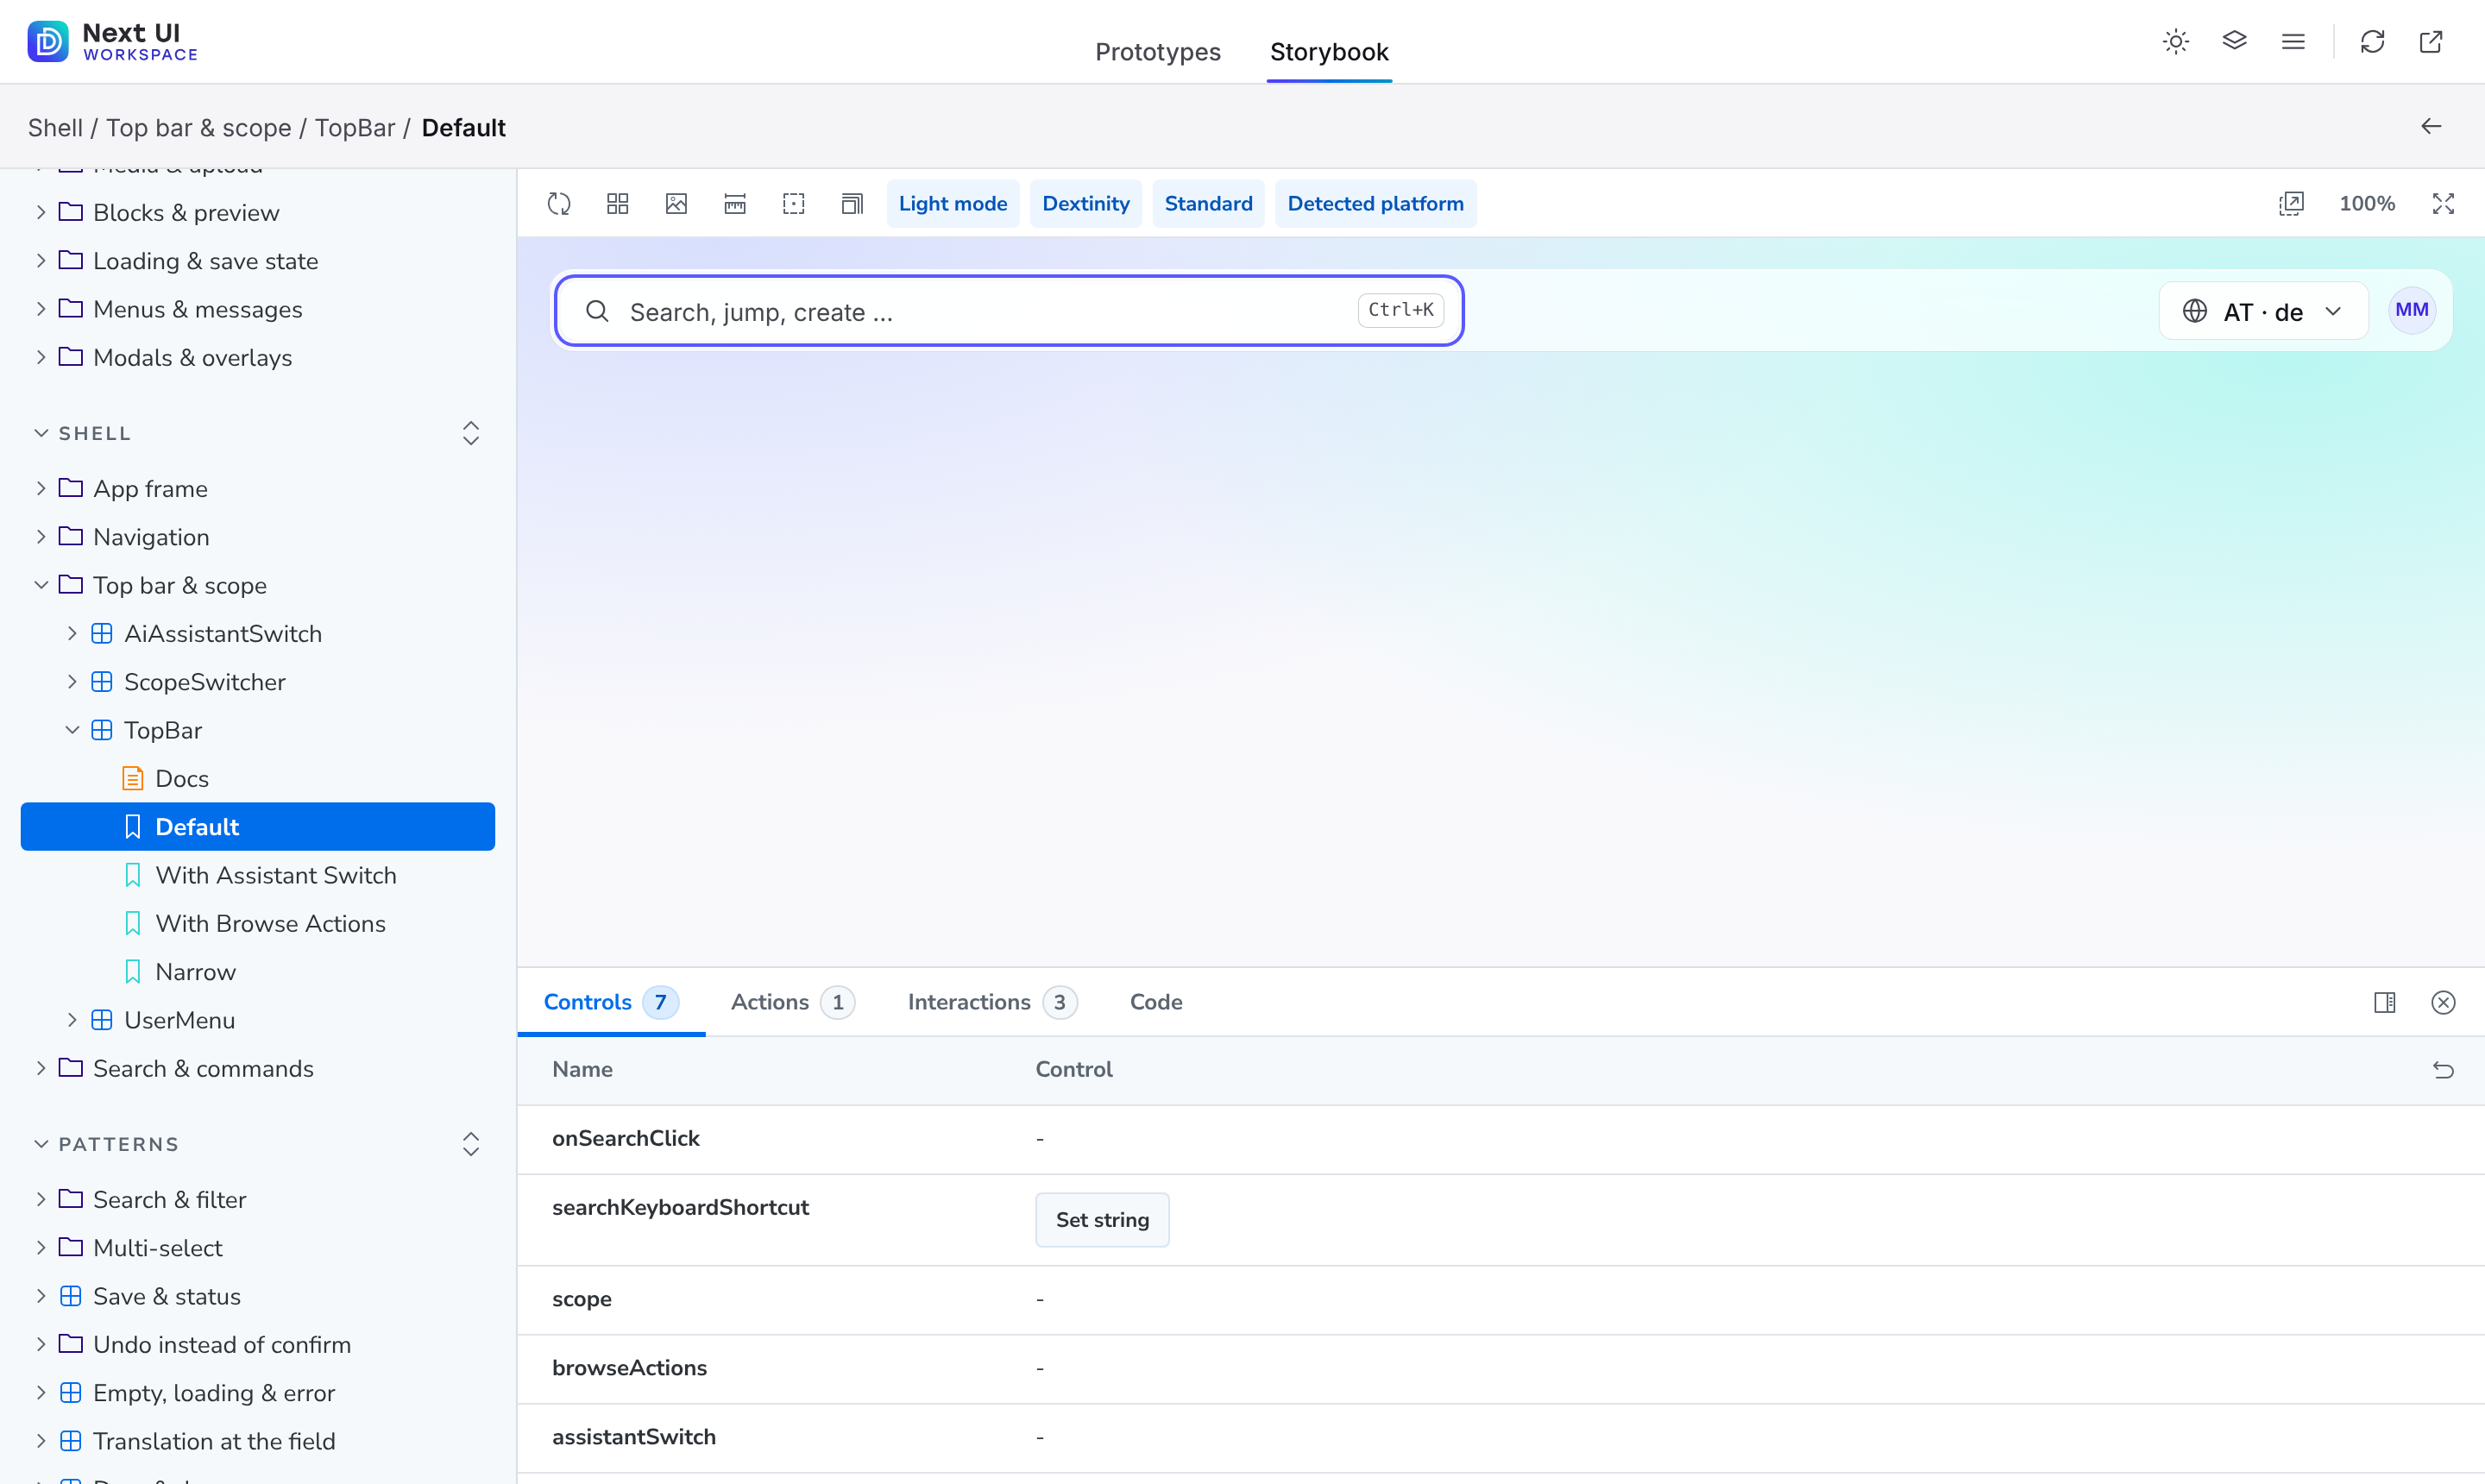 Next UI
WORKSPACE
Prototypes
Storybook
Shell / Top bar & scope / TopBar / Default
Media & upload
Blocks & preview
Loading & save state
Menus & messages
Modals & overlays
SHELL
App frame
Navigation
Top bar & scope
AiAssistantSwitch
ScopeSwitcher
TopBar
Docs
Default
With Assistant Switch
With Browse Actions
Narrow
UserMenu
Search & commands
PATTERNS
Search & filter
Multi-select
Save & status
Undo instead of confirm
Empty, loading & error
Translation at the field
Light mode
Dextinity
Standard
Detected platform
100%
Search, jump, create ...
Ctrl+K
AT · de
MM
Controls 7
Actions 1
Interactions 3
Code
Name
Control
onSearchClick
-
searchKeyboardShortcut
Set string
scope
-
browseActions
-
assistantSwitch
-